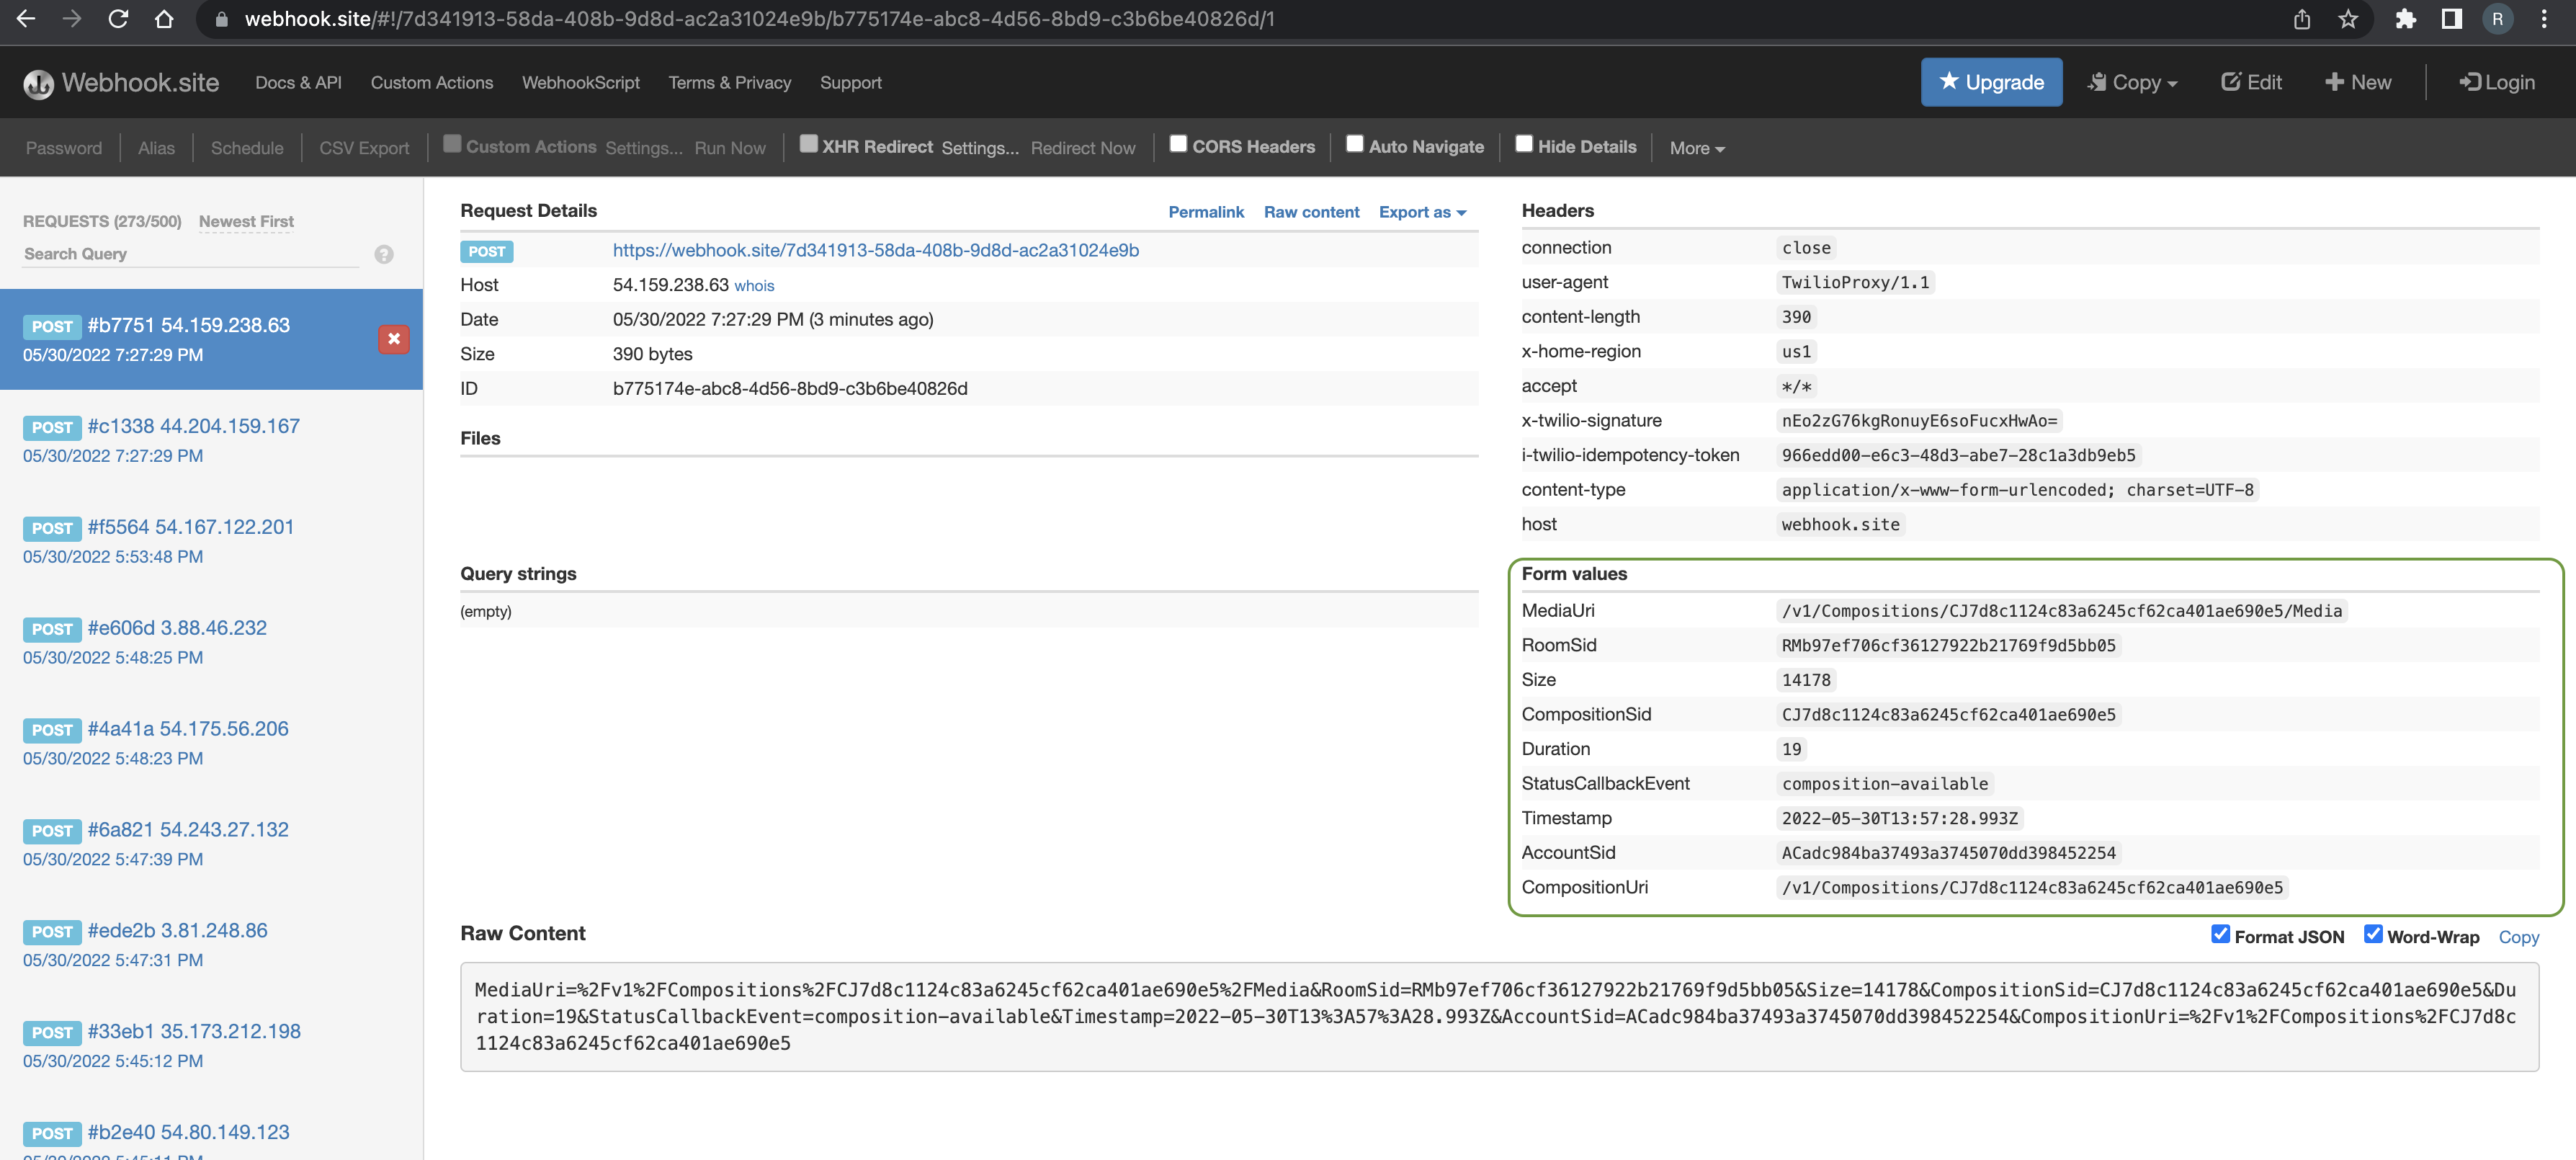 webhook.site/#!/7d341913-58da-408b-9d8d-ac2a31024e9b/b775174e-abc8-4d56-8bd9-c3b6be40826d/1
R
Webhook.site Docs & API Custom Actions WebhookScript Terms & Privacy Support Upgrade Copy Edit New Login
Password Alias Schedule CSV Export Custom Actions Settings... Run Now XHR Redirect Settings... Redirect Now CORS Headers Auto Navigate Hide Details More
REQUESTS (273/500) Newest First
Search Query ?
POST #b7751 54.159.238.63
05/30/2022 7:27:29 PM
POST #c1338 44.204.159.167
05/30/2022 7:27:29 PM
POST #f5564 54.167.122.201
05/30/2022 5:53:48 PM
POST #e606d 3.88.46.232
05/30/2022 5:48:25 PM
POST #4a41a 54.175.56.206
05/30/2022 5:48:23 PM
POST #6a821 54.243.27.132
05/30/2022 5:47:39 PM
POST #ede2b 3.81.248.86
05/30/2022 5:47:31 PM
POST #33eb1 35.173.212.198
05/30/2022 5:45:12 PM
POST #b2e40 54.80.149.123
05/30/2022 5:45:11 PM
Request Details Permalink Raw content Export as
POST https://webhook.site/7d341913-58da-408b-9d8d-ac2a31024e9b
Host 54.159.238.63 whois
Date 05/30/2022 7:27:29 PM (3 minutes ago)
Size 390 bytes
ID b775174e-abc8-4d56-8bd9-c3b6be40826d
Files
Query strings
(empty)
Headers
connection close
user-agent TwilioProxy/1.1
content-length 390
x-home-region us1
accept */*
x-twilio-signature nEo2zG76kgRonuyE6soFucxHwAo=
i-twilio-idempotency-token 966edd00-e6c3-48d3-abe7-28c1a3db9eb5
content-type application/x-www-form-urlencoded; charset=UTF-8
host webhook.site
Form values
MediaUri /v1/Compositions/CJ7d8c1124c83a6245cf62ca401ae690e5/Media
RoomSid RMb97ef706cf36127922b21769f9d5bb05
Size 14178
CompositionSid CJ7d8c1124c83a6245cf62ca401ae690e5
Duration 19
StatusCallbackEvent composition-available
Timestamp 2022-05-30T13:57:28.993Z
AccountSid ACadc984ba37493a3745070dd398452254
CompositionUri /v1/Compositions/CJ7d8c1124c83a6245cf62ca401ae690e5
Raw Content Format JSON Word-Wrap Copy
MediaUri=%2Fv1%2FCompositions%2FCJ7d8c1124c83a6245cf62ca401ae690e5%2FMedia&RoomSid=RMb97ef706cf36127922b21769f9d5bb05&Size=14178&CompositionSid=CJ7d8c1124c83a6245cf62ca401ae690e5&Du
ration=19&StatusCallbackEvent=composition-available&Timestamp=2022-05-30T13%3A57%3A28.993Z&AccountSid=ACadc984ba37493a3745070dd398452254&CompositionUri=%2Fv1%2FCompositions%2FCJ7d8c
1124c83a6245cf62ca401ae690e5